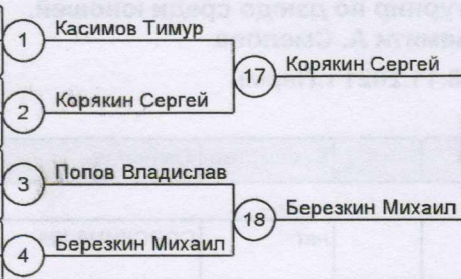 1 Касимов Тимур
17 Корякин Сергей
2 Корякин Сергей
3 Попов Владислав
18 Березкин Михаил
4 Березкин Михаил